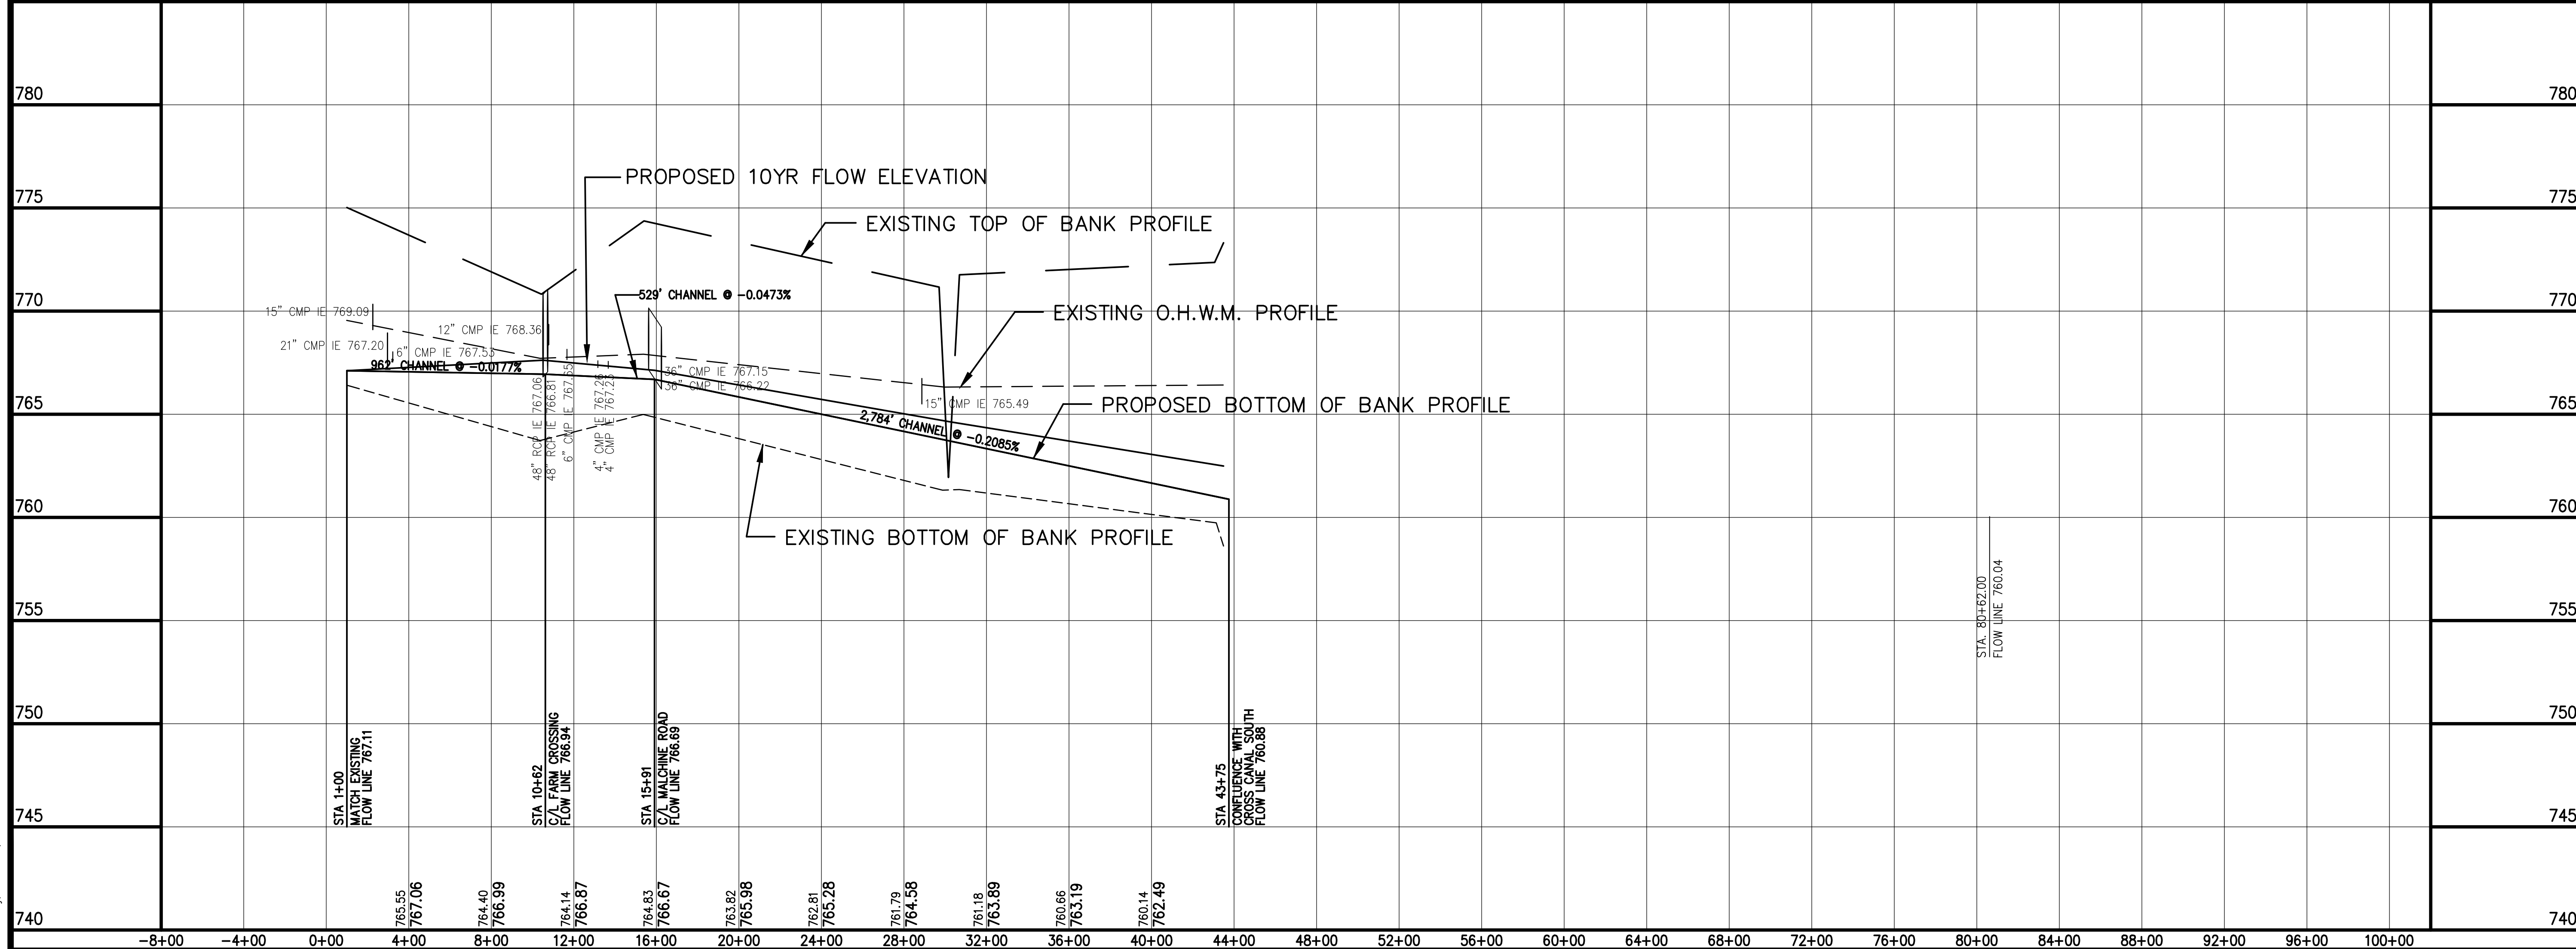 780
780
PROPOSED 10YR FLOW ELEVATION
775
775
EXISTING TOP OF BANK PROFILE
529' CHANNEL @ -0.0473%
770
770
15" CMP IE 769.09
EXISTING O.H.W.M. PROFILE
12" CMP IE 768.36
21" CMP IE 767.20
6" CMP IE 767.53
962' CHANNEL @ -0.0177%
36" CMP IE 767.15
36" CMP IE 766.22
48" RCP IE 767.06
48" RCP IE 766.81
6" CMP IE 767.65
4" CMP IE 767.26
4" CMP IE 767.23
15" CMP IE 765.49
765
765
PROPOSED BOTTOM OF BANK PROFILE
2,784' CHANNEL @ -0.2085%
760
760
EXISTING BOTTOM OF BANK PROFILE
STA. 80+62.00
FLOW LINE 760.04
755
755
750
750
STA 1+00
MATCH EXISTING
FLOW LINE 767.11
STA 10+62
C/L FARM CROSSING
FLOW LINE 766.94
STA 15+91
C/L MALCHINE ROAD
FLOW LINE 766.69
STA 43+75
CONFLUENCE WITH
CROSS CANAL SOUTH
FLOW LINE 760.88
745
745
765.55
767.06
764.40
766.99
764.14
766.87
764.83
766.67
763.82
765.98
762.81
765.28
761.79
764.58
761.18
763.89
760.66
763.19
760.14
762.49
740
740
-8+00 -4+00 0+00 4+00 8+00 12+00 16+00 20+00 24+00 28+00 32+00 36+00 40+00 44+00 48+00 52+00 56+00 60+00 64+00 68+00 72+00 76+00 80+00 84+00 88+00 92+00 96+00 100+00